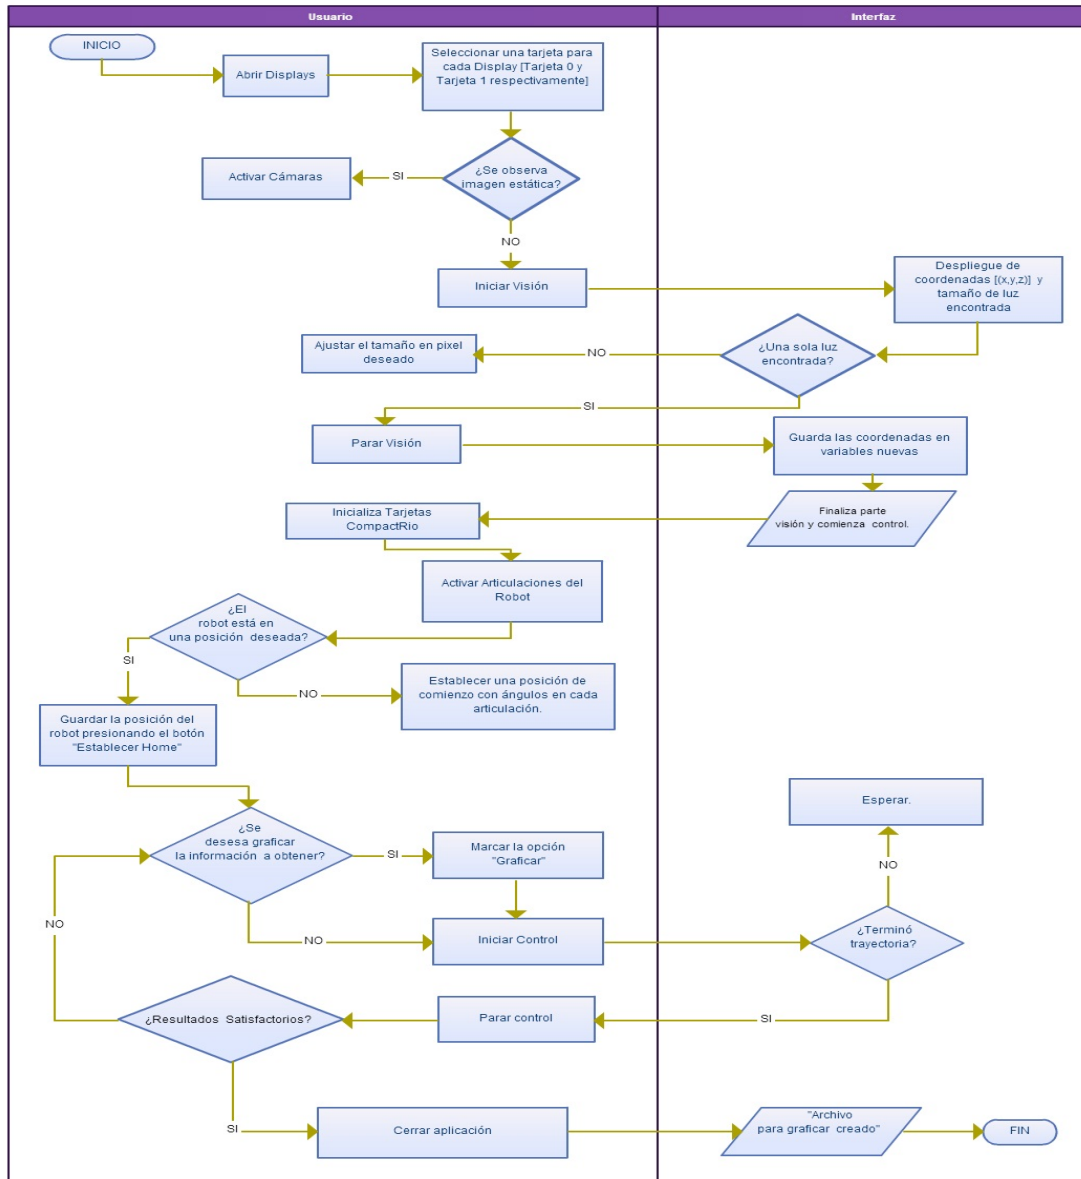 Usuario
Interfaz
INICIO
Abrir Displays
Seleccionar una tarjeta para
cada Display [Tarjeta 0 y
Tarjeta 1 respectivamente]
¿Se observa
imagen estática?
SI
Activar Cámaras
NO
Iniciar Visión
Despliegue de
coordenadas [(x,y,z)] y
tamaño de luz
encontrada
¿Una sola luz
encontrada?
NO
Ajustar el tamaño en pixel
deseado
SI
Parar Visión
Guarda las coordenadas en
variables nuevas
Finaliza parte
visión y comienza control.
Inicializa Tarjetas
CompactRio
Activar Articulaciones del
Robot
¿El
robot está en
una posición deseada?
SI
NO
Establecer una posición de
comienzo con ángulos en cada
articulación.
Guardar la posición del
robot presionando el botón
"Establecer Home"
¿Se
desesa graficar
la información a obtener?
SI
Marcar la opción
"Graficar"
NO
Iniciar Control
Esperar.
NO
¿Terminó
trayectoria?
SI
Parar control
¿Resultados Satisfactorios?
NO
SI
Cerrar aplicación
"Archivo
para graficar creado"
FIN